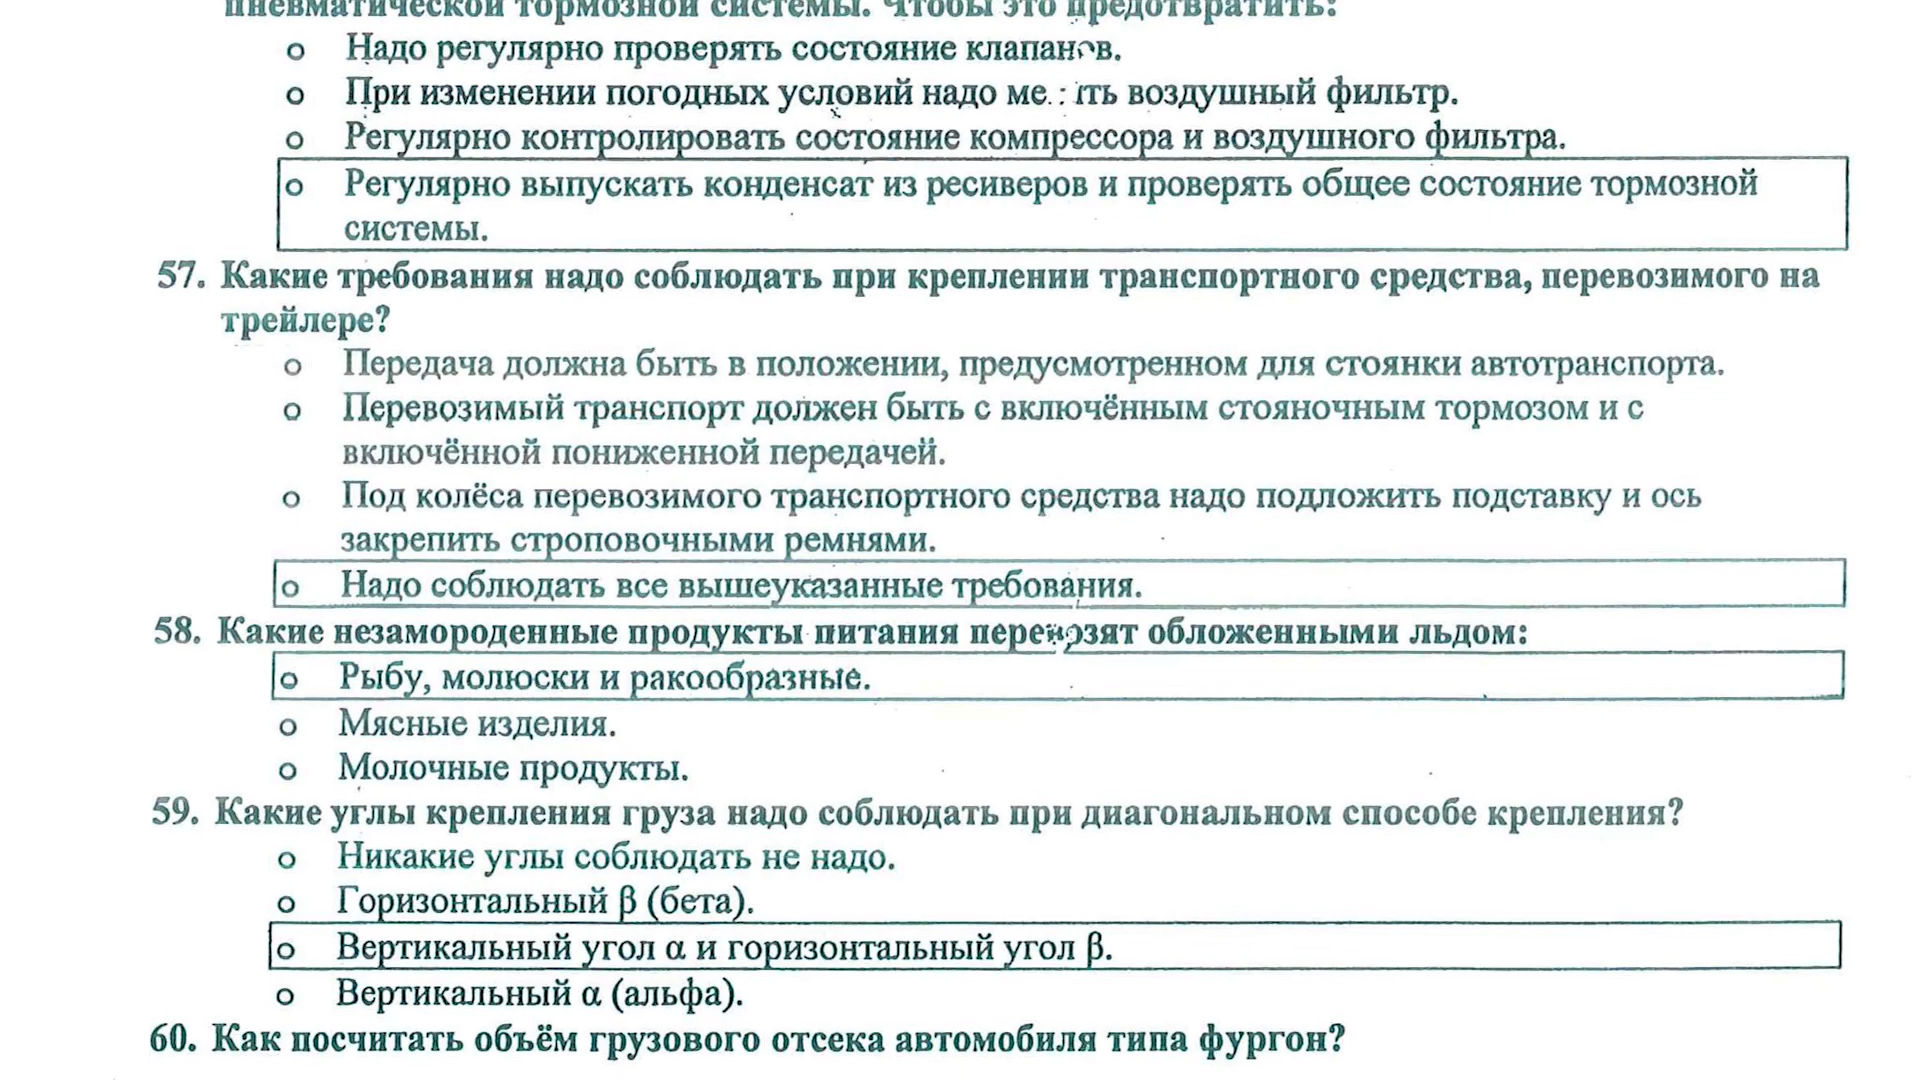 пневматической тормозной системы. Чтобы это предотвратить:
o Надо регулярно проверять состояние клапанов.
o При изменении погодных условий надо воздушный фильтр.
o Регулярно контролировать состояние компрессора и воздушного фильтра.
o Регулярно выпускать конденсат из ресиверов и проверять общее состояние тормозной
системы.
57. Какие требования надо соблюдать при креплении транспортного средства, перевозимого на
трейлере?
o Передача должна быть в положении, предусмотренном для стоянки автотранспорта.
o Перевозимый транспорт должен быть с включённым стояночным тормозом и с
включённой пониженной передачей.
o Под колёса перевозимого транспортного средства надо подложить подставку и ось
закрепить строповочными ремнями.
o Надо соблюдать все вышеуказанные требования.
58. Какие незамороденные продукты питания перевозят обложенными льдом:
o Рыбу, молюски и ракообразные.
o Мясные изделия.
o Молочные продукты.
59. Какие углы крепления груза надо соблюдать при диагональном способе крепления?
o Никакие углы соблюдать не надо.
o Горизонтальный β (бета).
o Вертикальный угол α и горизонтальный угол β.
o Вертикальный α (альфа).
60. Как посчитать объём грузового отсека автомобиля типа фургон?